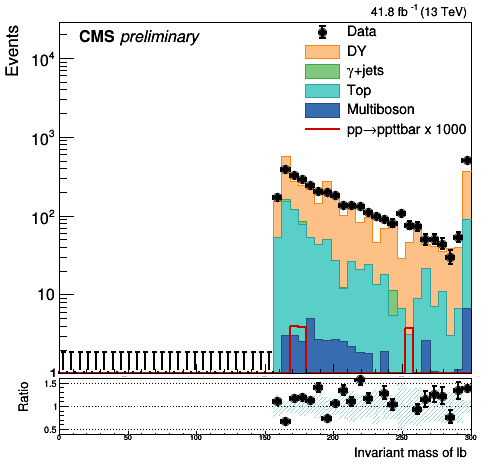 41.8 fb⁻¹ (13 TeV)
CMS preliminary
Data
DY
γ+jets
Top
Multiboson
pp→ppttbar x 1000
Events
10⁴
10³
10²
10
1
Ratio
1.5
1
0.5
0 50 100 150 200 250 300
Invariant mass of lb